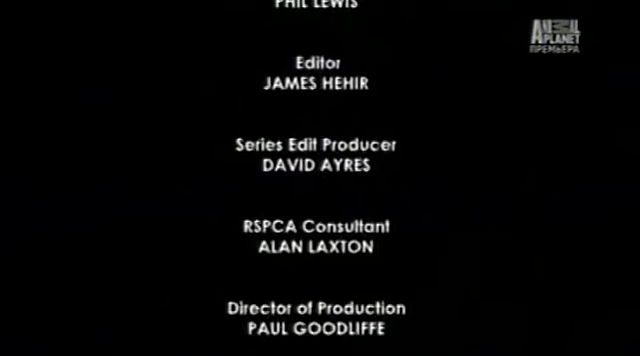 PHIL LEWIS
ANIMAL
PLANET
ПРЕМЬЕРА
Editor
JAMES HEHIR
Series Edit Producer
DAVID AYRES
RSPCA Consultant
ALAN LAXTON
Director of Production
PAUL GOODLIFFE